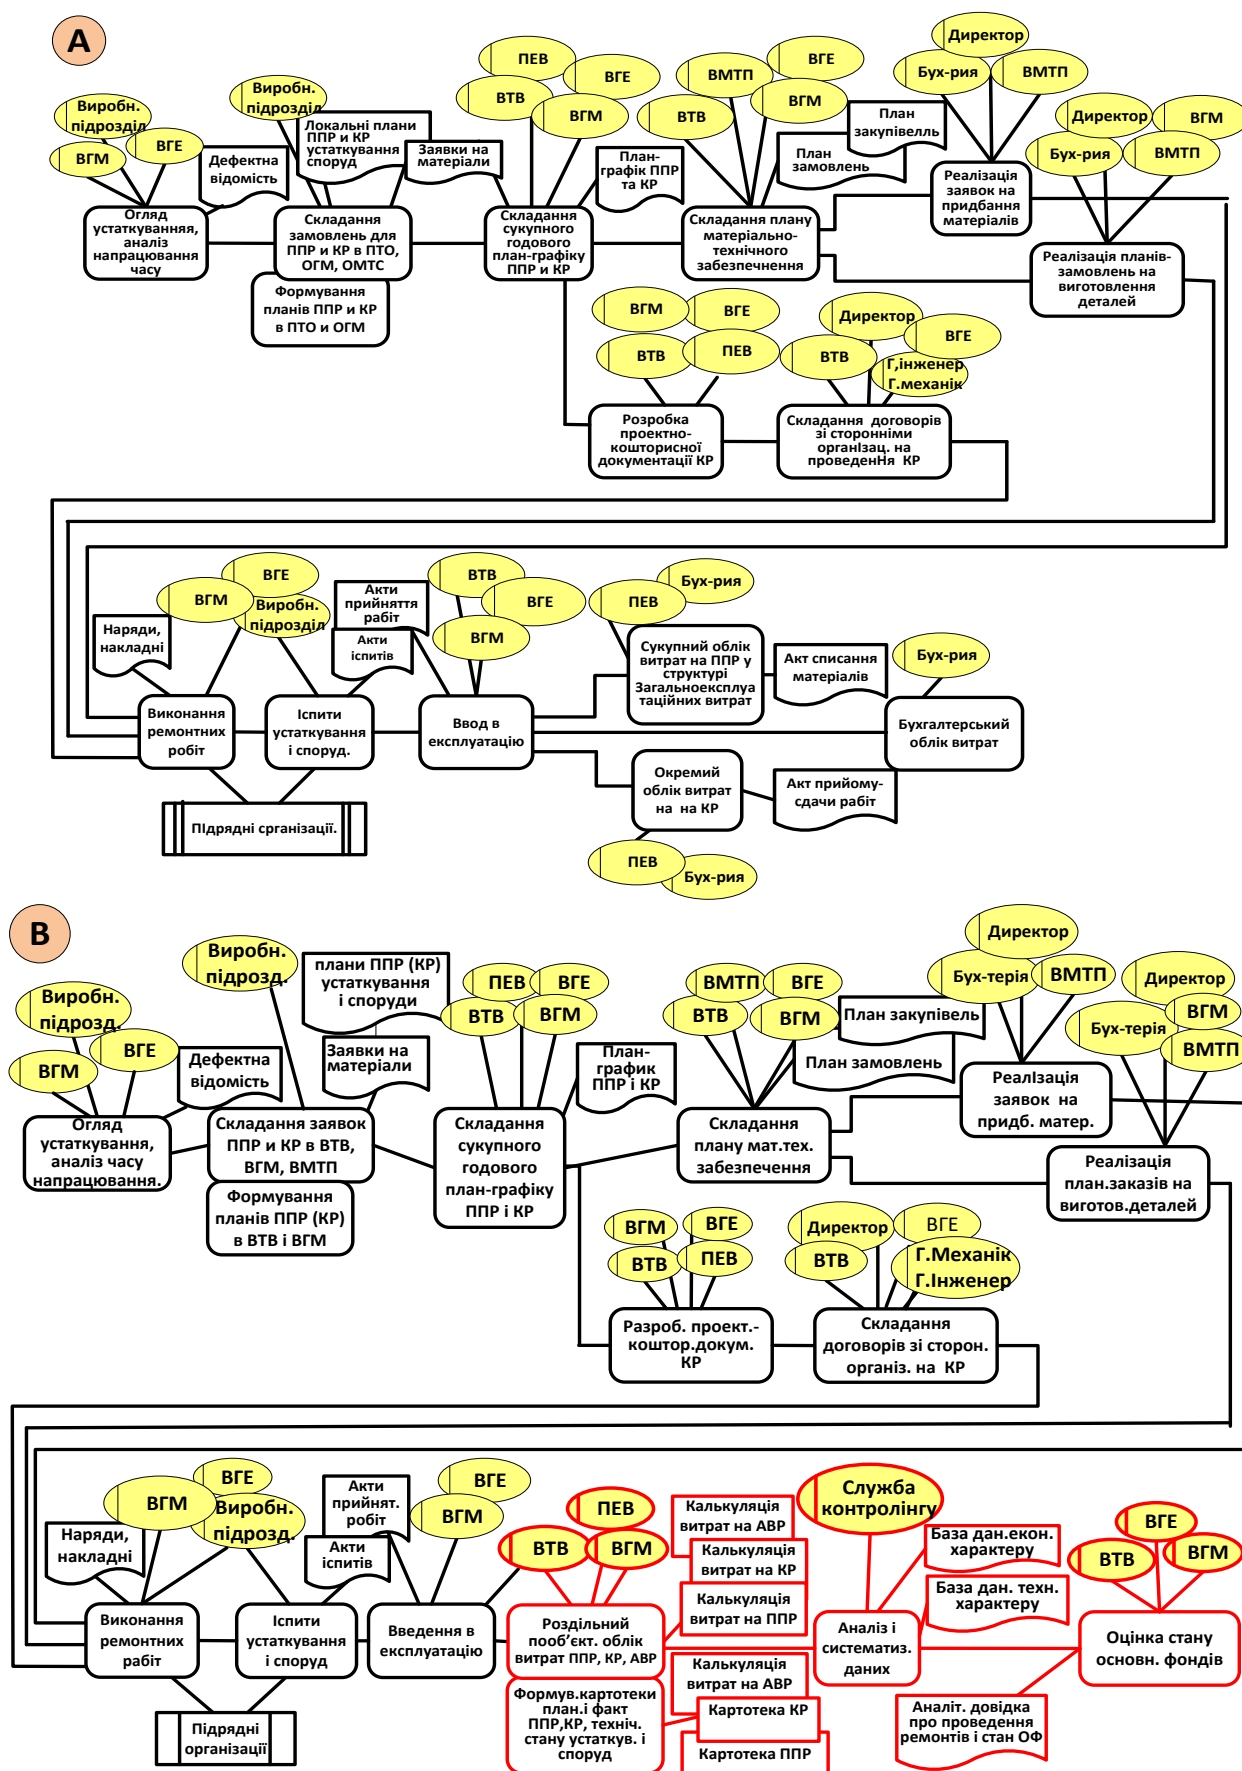 А
Виробн.
підрозділ
ВГМ
ВГЕ
Дефектна
відомість
Огляд
устаткуванняя,
аналіз
напрацювання
часу
Виробн.
підрозділ
Локальні плани
ППР и КР
устаткування
споруд
Заявки на
матеріали
Складання
замовлень для
ППР и КР в ПТО,
ОГМ, ОМТС
Формування
планів ППР и КР
в ПТО и ОГМ
ПЕВ
ВГЕ
ВТВ
ВГМ
План-
графік ППР
та КР
Складання
сукупного
годового
план-графіку
ППР и КР
ВМТП
ВГЕ
ВТВ
ВГМ
План
закупівелль
План
замовлень
Складання плану
матеріально-
технічного
забезпечнення
Директор
Бух-рия
ВМТП
Реалізація
заявок на
придбання
матеріалів
Директор
ВГМ
Бух-рия
ВМТП
Реалізація планів-
замовлень на
виготовлення
деталей
ВГМ
ВГЕ
ВТВ
ПЕВ
Розробка
проектно-
кошторисної
документації КР
Директор
ВГЕ
ВТВ
Г,інженер
Г.механік
Складання договорів
зі сторонніми
органІзац. на
проведенНя КР
Наряди,
накладні
ВГМ
ВГЕ
Виробн.
підрозділ
Виконання
ремонтних
робіт
Іспити
устаткування
і споруд.
Підрядні срганізації.
Акти
прийняття
рабіт
Акти
іспитів
ВТВ
ВГЕ
ВГМ
Ввод в
експлуатацію
Бух-рия
ПЕВ
Сукупний облік
витрат на ППР у
структурі
Загальноексплуа
таційних витрат
Акт списання
матеріалів
Бух-рия
Бухгалтерський
облік витрат
Окремий
облік витрат
на на КР
Акт прийому-
сдачи рабіт
ПЕВ
Бух-рия
В
Виробн.
підрозд.
ВГМ
ВГЕ
Дефектна
відомість
Огляд
устаткування,
аналіз часу
напрацювання.
Виробн.
підрозд.
плани ППР (КР)
устаткування
і споруди
Заявки на
матеріали
Складання заявок
ППР и КР в ВТВ,
ВГМ, ВМТП
Формування
планів ППР (КР)
в ВТВ і ВГМ
ПЕВ
ВГЕ
ВТВ
ВГМ
План-
график
ППР і КР
Складання
сукупного
годового
план-графіку
ППР і КР
ВМТП
ВГЕ
ВТВ
ВГМ
План закупівель
План замовлень
Складання
плану мат.тех.
забезпечення
Директор
Бух-терія
ВМТП
РеалІзація
заявок на
придб. матер.
Директор
ВГМ
Бух-терія
ВМТП
Реалізація
план.заказів на
виготов.деталей
ВГМ
ВГЕ
ВТВ
ПЕВ
Разроб. проект.-
коштор.докум.
КР
Директор
ВГЕ
ВТВ
Г.Механік
Г.Інженер
Складання
договорів зі сторон.
організ. на КР
Наряди,
накладні
ВГМ
ВГЕ
Виробн.
підрозд.
Виконання
ремонтних
рабіт
Іспити
устаткування
і споруд
Підрядні
організації
Акти
прийнят.
робіт
Акти
іспитів
ВГЕ
ВГМ
Введення в
експлуатацію
ПЕВ
ВТВ
ВГМ
Роздільний
пооб’єкт. облік
витрат ППР, КР, АВР
Формув.картотеки
план.і факт
ППР,КР, техніч.
стану устаткув. і
споруд
Калькуляція
витрат на АВР
Калькуляція
витрат на КР
Калькуляція
витрат на ППР
Калькуляція
витрат на АВР
Картотека КР
Картотека ППР
Служба
контролінгу
База дан.екон.
характеру
База дан. техн.
характеру
Аналіз і
систематиз.
даних
ВГЕ
ВТВ
ВГМ
Оцінка стану
основн. фондів
Аналіт. довідка
про проведення
ремонтів і стан ОФ